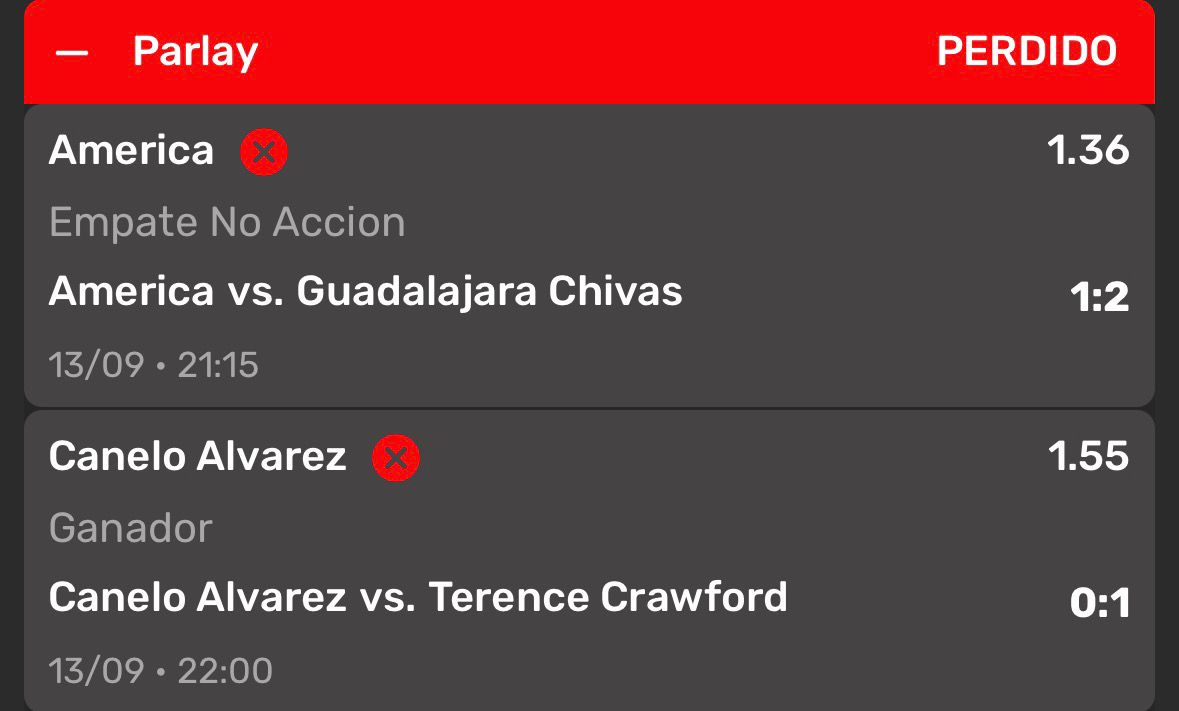 — Parlay PERDIDO
America 1.36
Empate No Accion
America vs. Guadalajara Chivas 1:2
13/09 • 21:15
Canelo Alvarez 1.55
Ganador
Canelo Alvarez vs. Terence Crawford 0:1
13/09 • 22:00